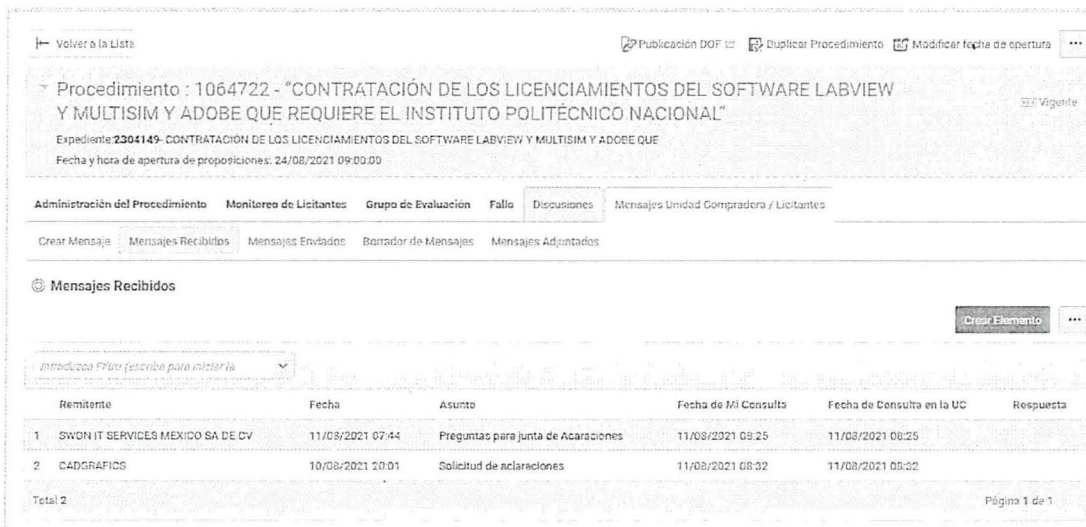 Volver a la Lista
Publicación DOF Duplicar Procedimiento Modificar fecha de apertura ...
Procedimiento : 1064722 - "CONTRATACIÓN DE LOS LICENCIAMIENTOS DEL SOFTWARE LABVIEW
Y MULTISIM Y ADOBE QUE REQUIERE EL INSTITUTO POLITÉCNICO NACIONAL"
Vigente
Expediente:2304149- CONTRATACIÓN DE LOS LICENCIAMIENTOS DEL SOFTWARE LABVIEW Y MULTISIM Y ADOBE QUE
Fecha y hora de apertura de proposiciones: 24/08/2021 09:00:00
Administración del Procedimiento Monitoreo de Licitantes Grupo de Evaluación Fallo Discusiones Mensajes Unidad Compradora / Licitantes
Crear Mensaje Mensajes Recibidos Mensajes Enviados Borrador de Mensajes Mensajes Adjuntados
Mensajes Recibidos
Crear Elemento ...
Introduzca Filtro (escriba para iniciar la
Remitente Fecha Asunto Fecha de Mi Consulta Fecha de Consulta en la UC Respuesta
1 SWON IT SERVICES MEXICO SA DE CV 11/08/2021 07:44 Preguntas para junta de Acaraciones 11/08/2021 08:25 11/08/2021 08:25
2 CADGRAFICS 10/08/2021 20:01 Solicitud de aclaraciones 11/08/2021 08:32 11/08/2021 08:32
Total 2 Página 1 de 1